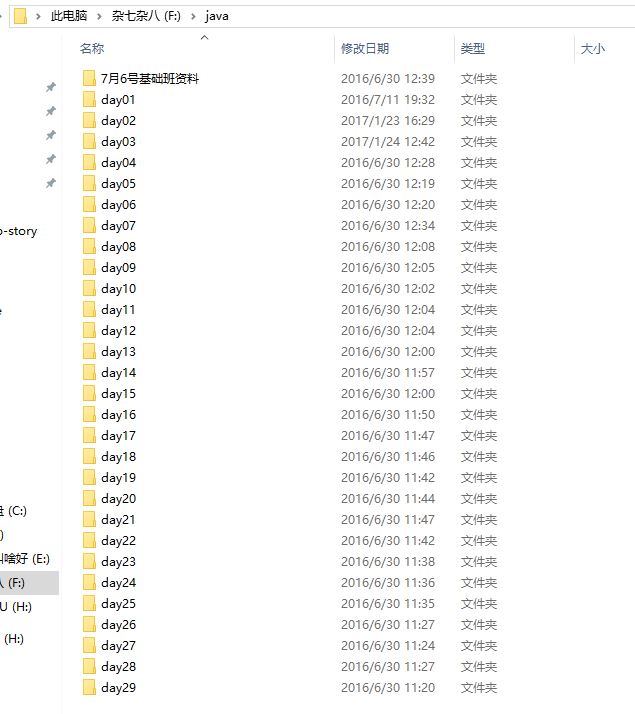 此电脑 › 杂七杂八 (F:) › java
名称 修改日期 类型 大小
7月6号基础班资料 2016/6/30 12:39 文件夹
day01 2016/7/11 19:32 文件夹
day02 2017/1/23 16:29 文件夹
day03 2017/1/24 12:42 文件夹
day04 2016/6/30 12:28 文件夹
day05 2016/6/30 12:19 文件夹
day06 2016/6/30 12:20 文件夹
day07 2016/6/30 12:34 文件夹
o-story
day08 2016/6/30 12:08 文件夹
day09 2016/6/30 12:05 文件夹
day10 2016/6/30 12:02 文件夹
day11 2016/6/30 12:04 文件夹
day12 2016/6/30 12:04 文件夹
day13 2016/6/30 12:00 文件夹
day14 2016/6/30 11:57 文件夹
day15 2016/6/30 12:00 文件夹
day16 2016/6/30 11:50 文件夹
day17 2016/6/30 11:47 文件夹
day18 2016/6/30 11:46 文件夹
day19 2016/6/30 11:42 文件夹
day20 2016/6/30 11:44 文件夹
(C:)
day21 2016/6/30 11:47 文件夹
day22 2016/6/30 11:42 文件夹
啥好 (E:)
day23 2016/6/30 11:38 文件夹
(F:)
day24 2016/6/30 11:36 文件夹
day25 2016/6/30 11:35 文件夹
U (H:)
day26 2016/6/30 11:27 文件夹
(H:)
day27 2016/6/30 11:24 文件夹
day28 2016/6/30 11:27 文件夹
day29 2016/6/30 11:20 文件夹